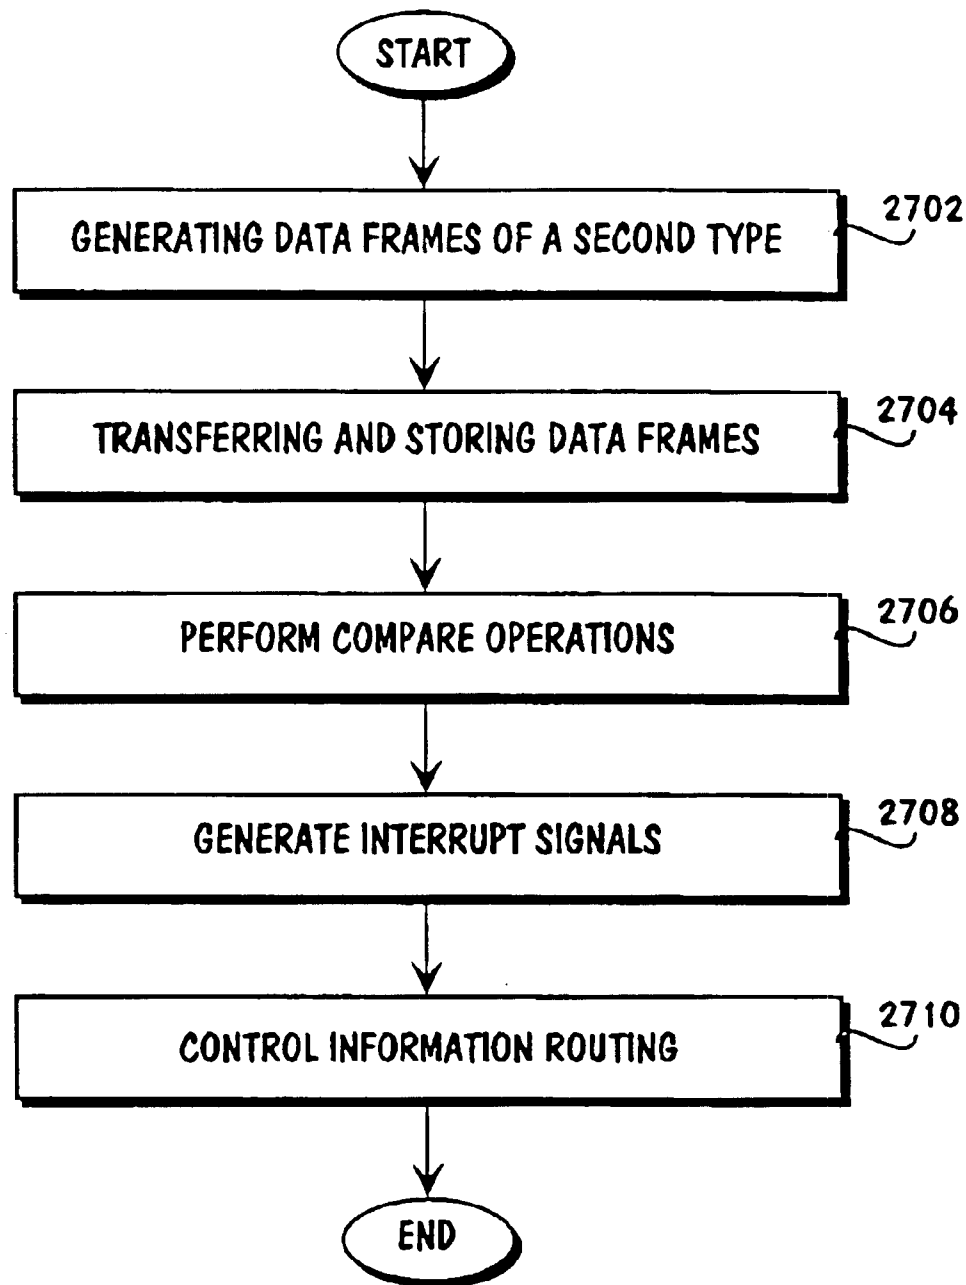 START
GENERATING DATA FRAMES OF A SECOND TYPE
2702
TRANSFERRING AND STORING DATA FRAMES
2704
PERFORM COMPARE OPERATIONS
2706
GENERATE INTERRUPT SIGNALS
2708
CONTROL INFORMATION ROUTING
2710
END